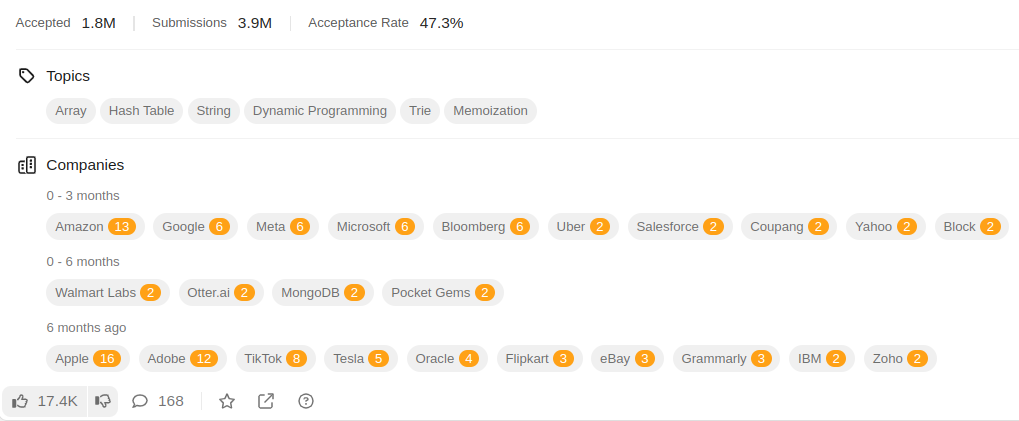 Accepted 1.8M Submissions 3.9M Acceptance Rate 47.3%
Topics
Array Hash Table String Dynamic Programming Trie Memoization
Companies
0 - 3 months
Amazon 13 Google 6 Meta 6 Microsoft 6 Bloomberg 6 Uber 2 Salesforce 2 Coupang 2 Yahoo 2 Block 2
0 - 6 months
Walmart Labs 2 Otter.ai 2 MongoDB 2 Pocket Gems 2
6 months ago
Apple 16 Adobe 12 TikTok 8 Tesla 5 Oracle 4 Flipkart 3 eBay 3 Grammarly 3 IBM 2 Zoho 2
17.4K 168